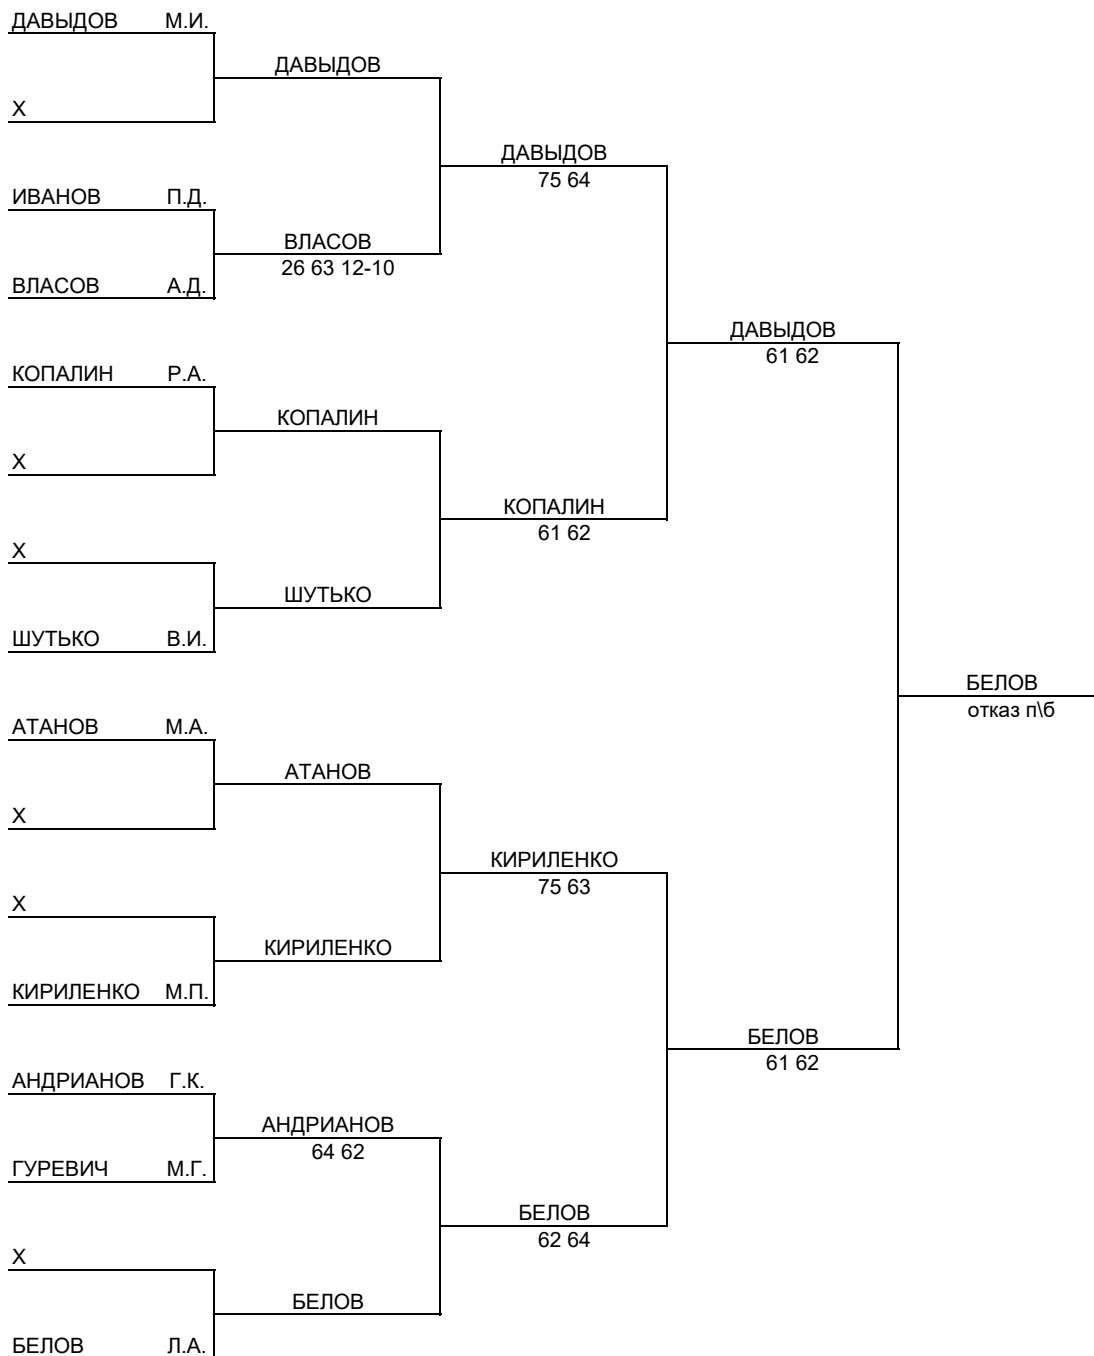 ДАВЫДОВ М.И.
ДАВЫДОВ
X
ДАВЫДОВ
75 64
ИВАНОВ П.Д.
ВЛАСОВ
26 63 12-10
ВЛАСОВ А.Д.
ДАВЫДОВ
61 62
КОПАЛИН Р.А.
КОПАЛИН
X
КОПАЛИН
61 62
X
ШУТЬКО
ШУТЬКО В.И.
БЕЛОВ
отказ п\б
АТАНОВ М.А.
АТАНОВ
X
КИРИЛЕНКО
75 63
X
КИРИЛЕНКО
КИРИЛЕНКО М.П.
БЕЛОВ
61 62
АНДРИАНОВ Г.К.
АНДРИАНОВ
64 62
ГУРЕВИЧ М.Г.
БЕЛОВ
62 64
X
БЕЛОВ
БЕЛОВ Л.А.